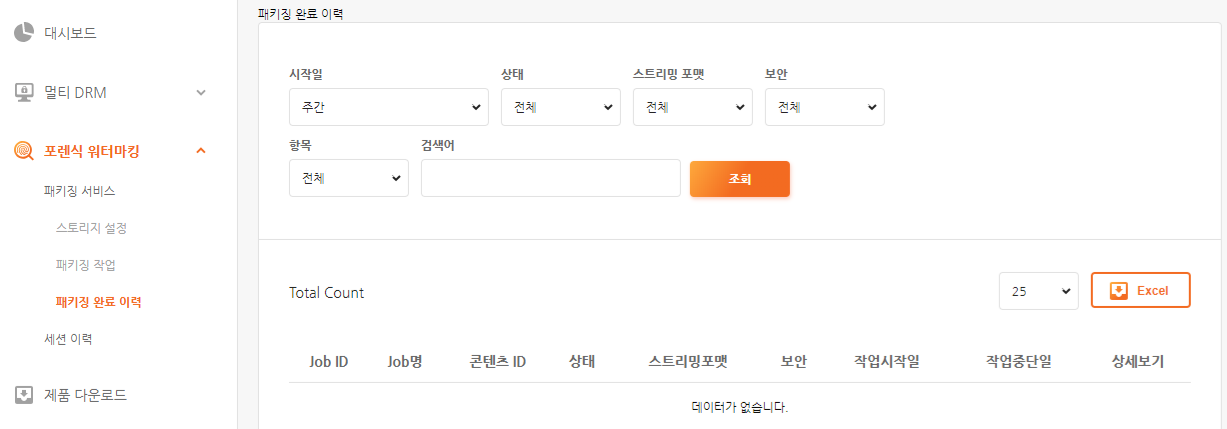 대시보드
멀티 DRM
포렌식 워터마킹
패키징 서비스
스토리지 설정
패키징 작업
패키징 완료 이력
세션 이력
제품 다운로드
패키징 완료 이력
시작일 상태 스트리밍 포맷 보안
주간 전체 전체 전체
항목 검색어
전체 조회
Total Count 25 Excel
Job ID Job명 콘텐츠 ID 상태 스트리밍포맷 보안 작업시작일 작업중단일 상세보기
데이터가 없습니다.